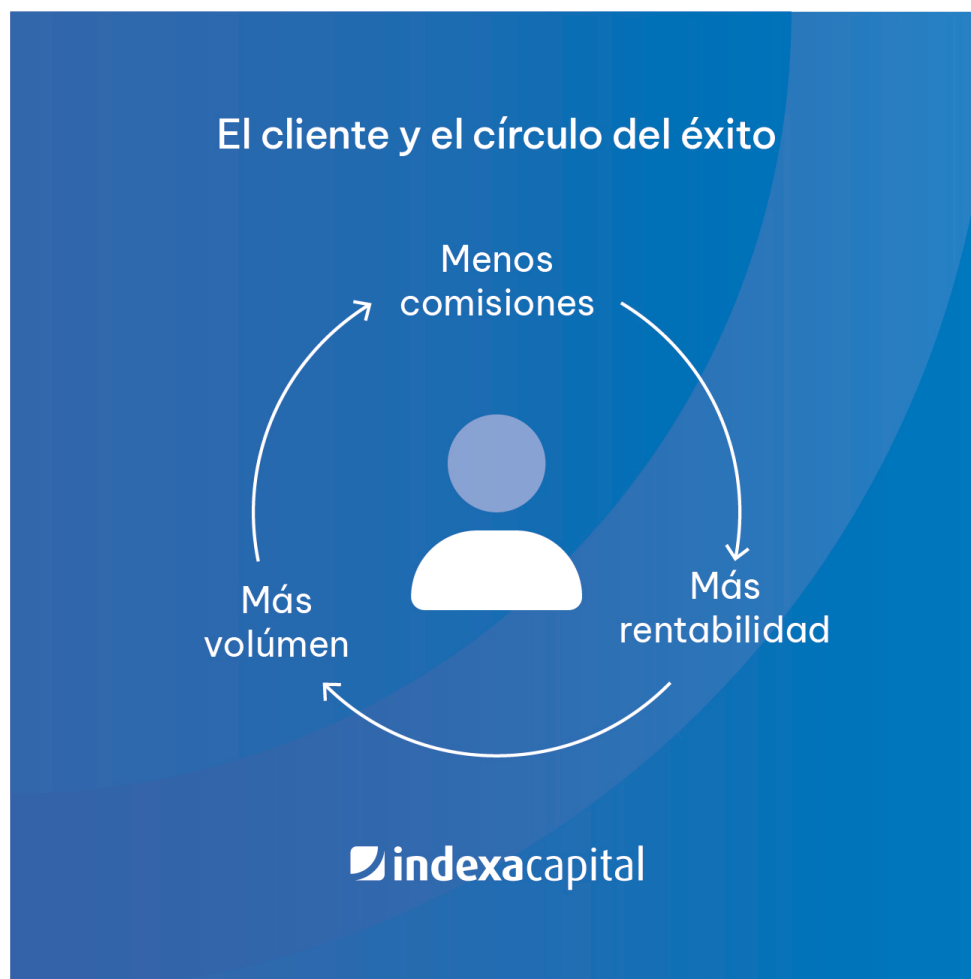 El cliente y el círculo del éxito
Menos
comisiones
Más
rentabilidad
Más
volúmen
indexacapital